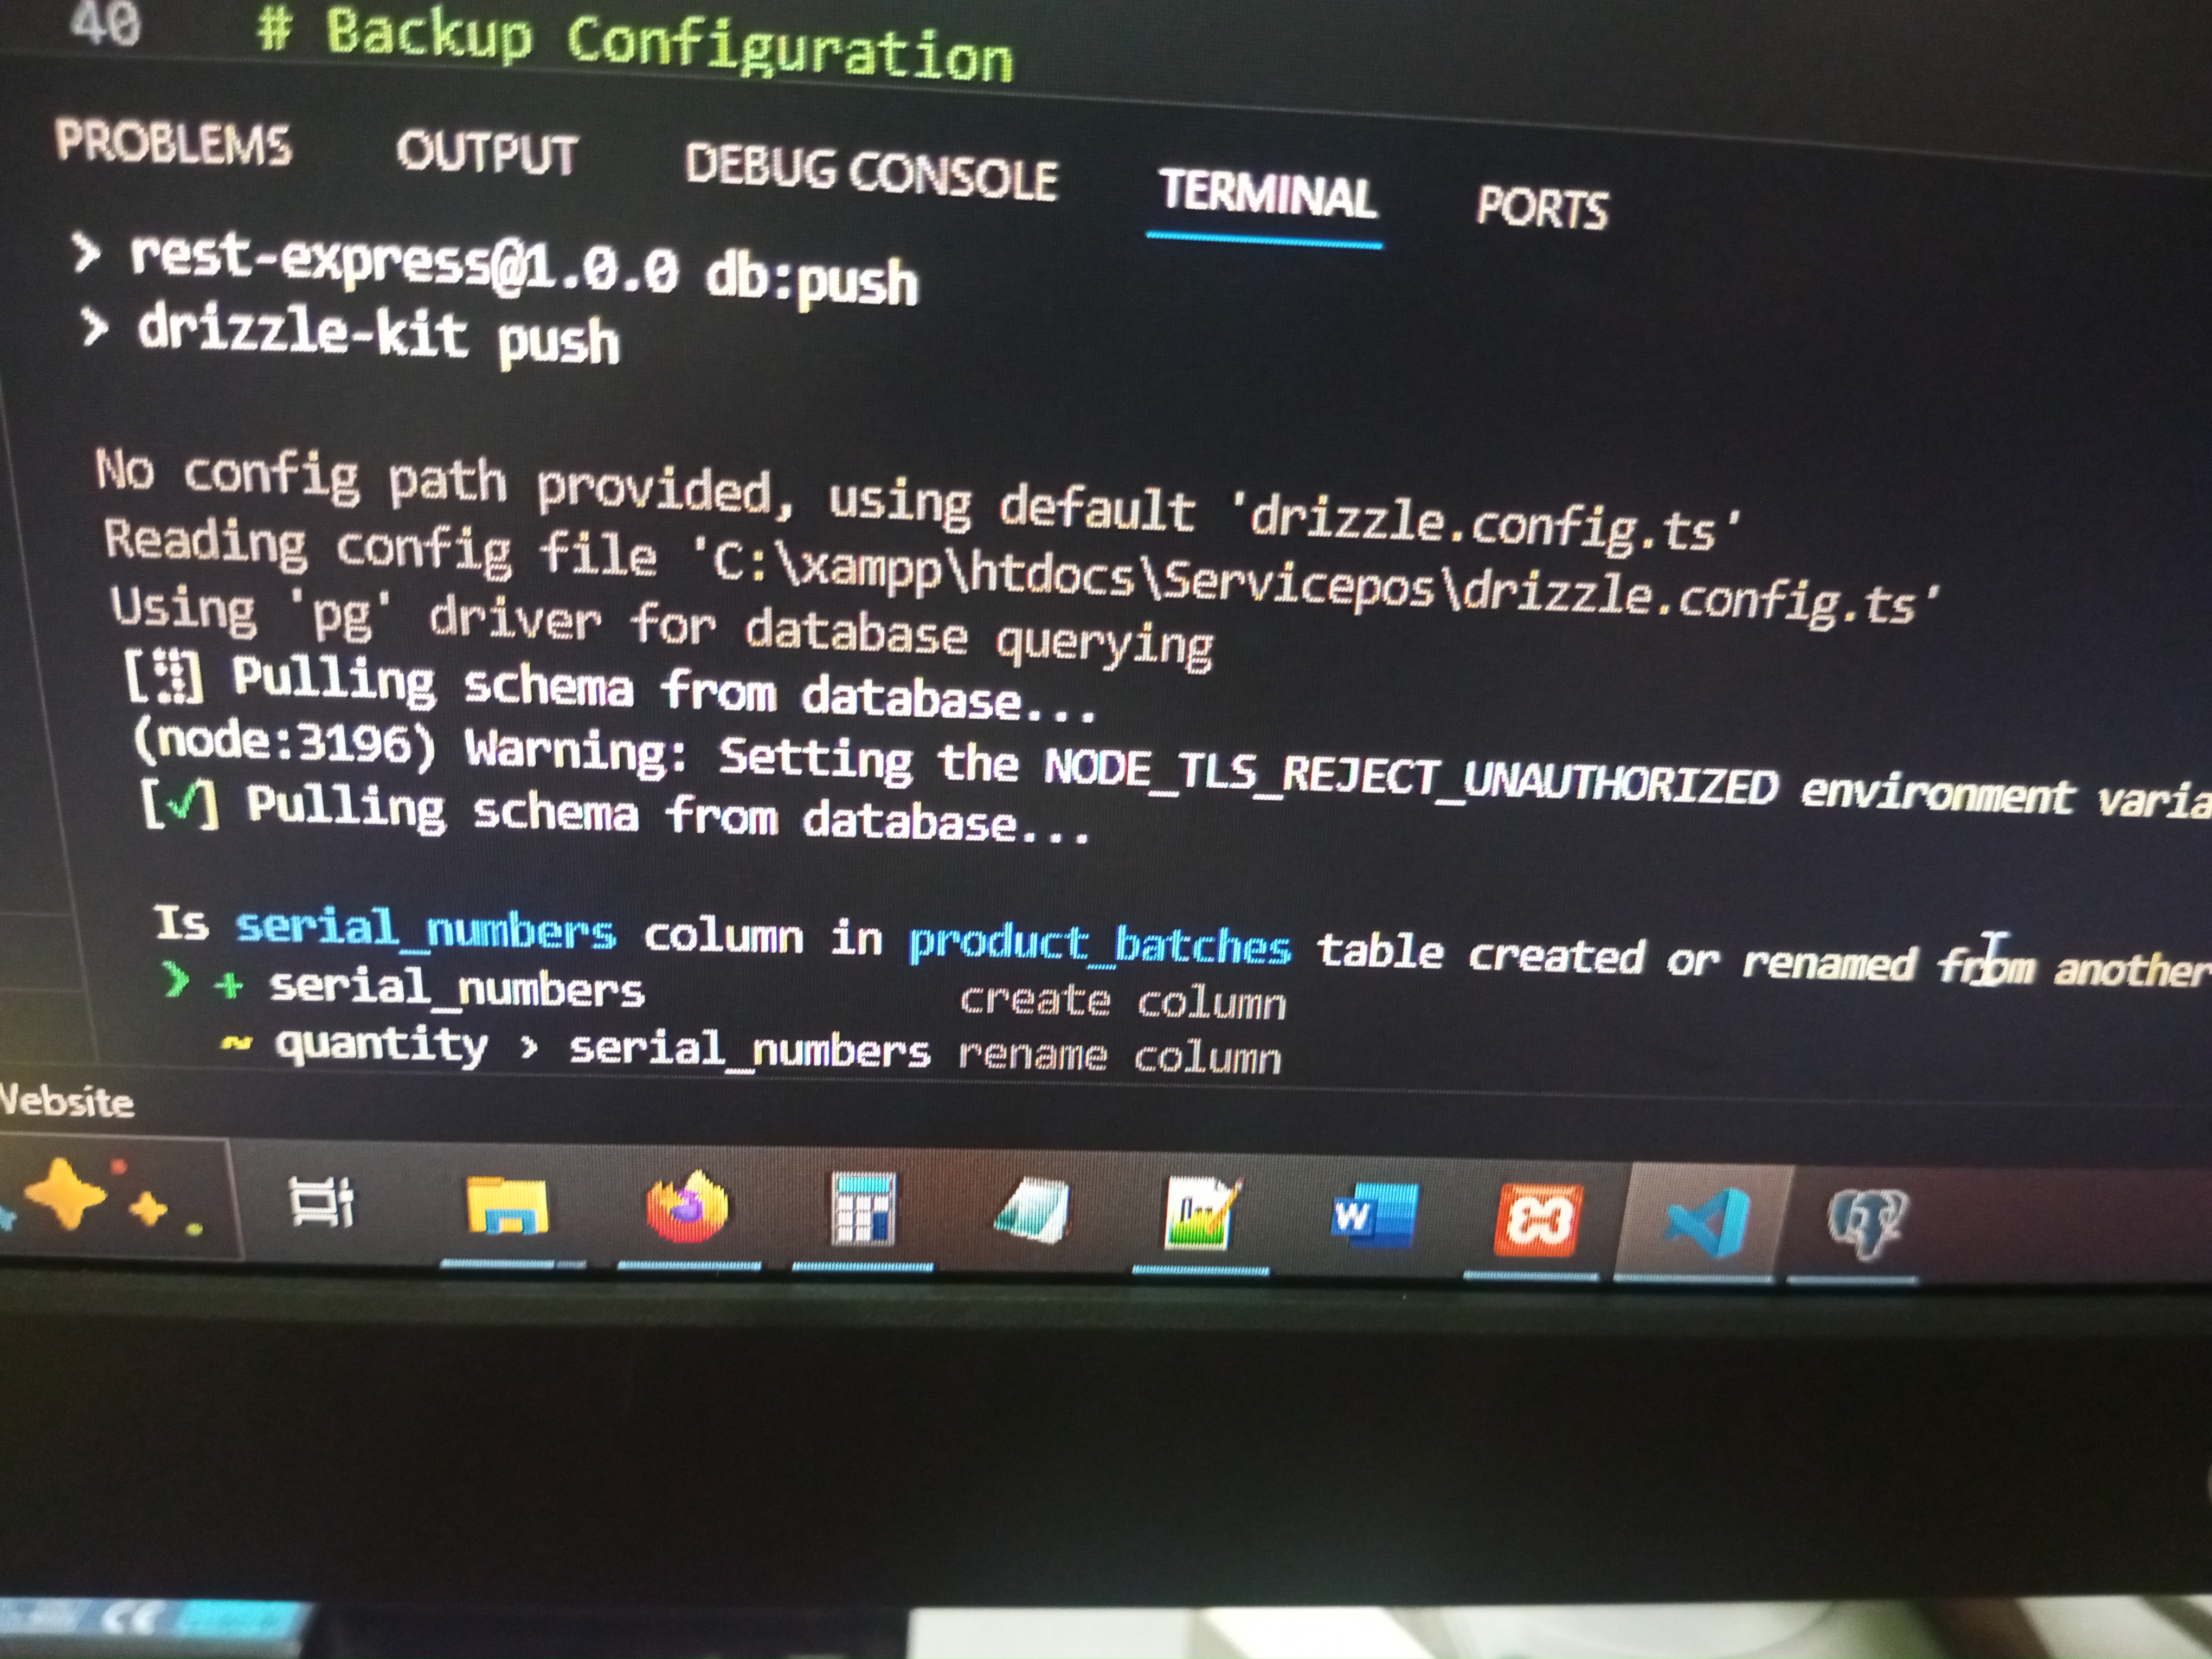 40 # Backup Configuration
PROBLEMS OUTPUT DEBUG CONSOLE TERMINAL PORTS
> rest-express@1.0.0 db:push
> drizzle-kit push
No config path provided, using default 'drizzle.config.ts'
Reading config file 'C:\xampp\htdocs\Servicepos\drizzle.config.ts'
Using 'pg' driver for database querying
[⣷] Pulling schema from database...
(node:3196) Warning: Setting the NODE_TLS_REJECT_UNAUTHORIZED environment varia
[✓] Pulling schema from database...
Is serial_numbers column in product_batches table created or renamed from another
❯ + serial_numbers create column
~ quantity › serial_numbers rename column
Website
W
CE